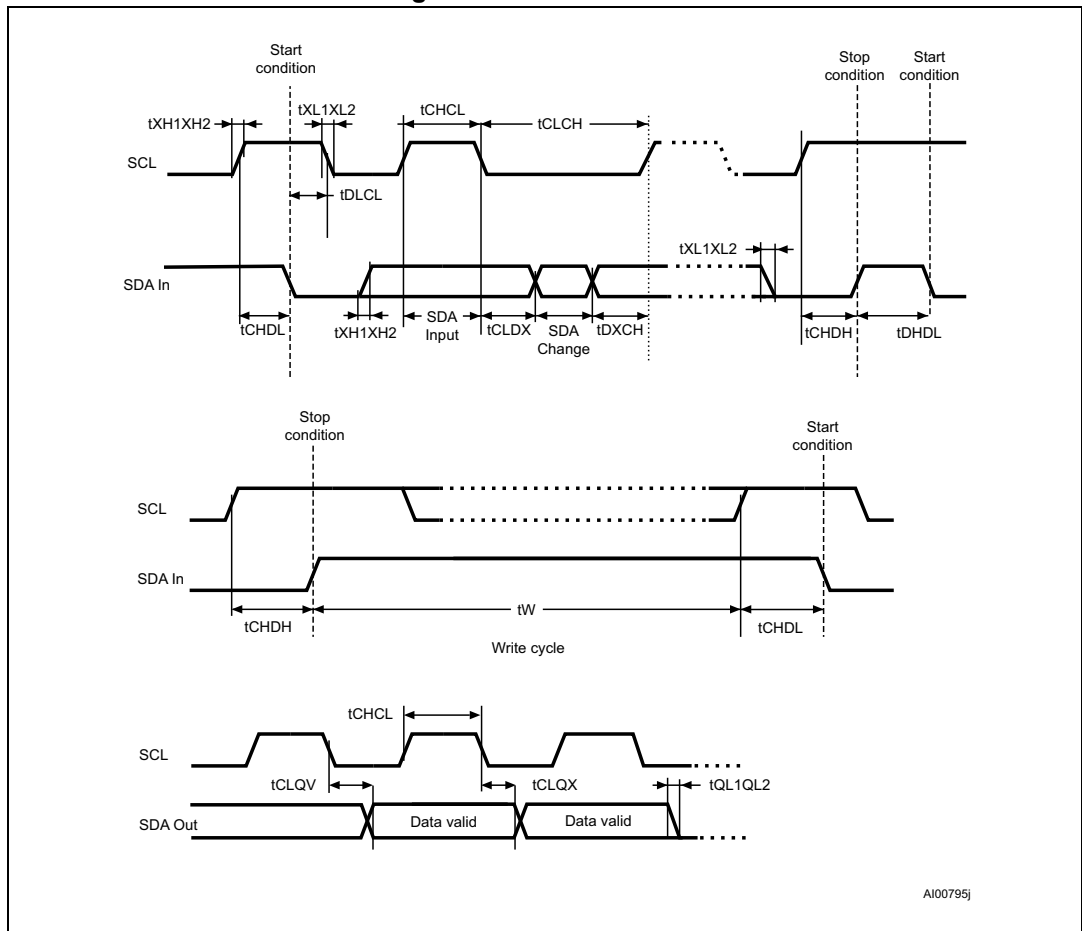 Start
condition
Stop
condition
Start
condition
tXH1XH2
tXL1XL2
tCHCL
tCLCH
SCL
tDLCL
tXL1XL2
SDA In
tCHDL
tXH1XH2
SDA
Input
tCLDX
SDA
Change
tDXCH
tCHDH
tDHDL
Stop
condition
Start
condition
SCL
SDA In
tCHDH
tW
tCHDL
Write cycle
tCHCL
SCL
tCLQV
tCLQX
tQL1QL2
SDA Out
Data valid
Data valid
AI00795j